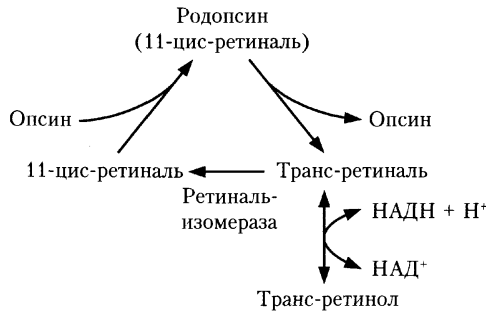 Родопсин
(11-цис-ретиналь)
Опсин
Опсин
11-цис-ретиналь
Транс-ретиналь
Ретиналь-
изомераза
НАДН + Н⁺
НАД⁺
Транс-ретинол